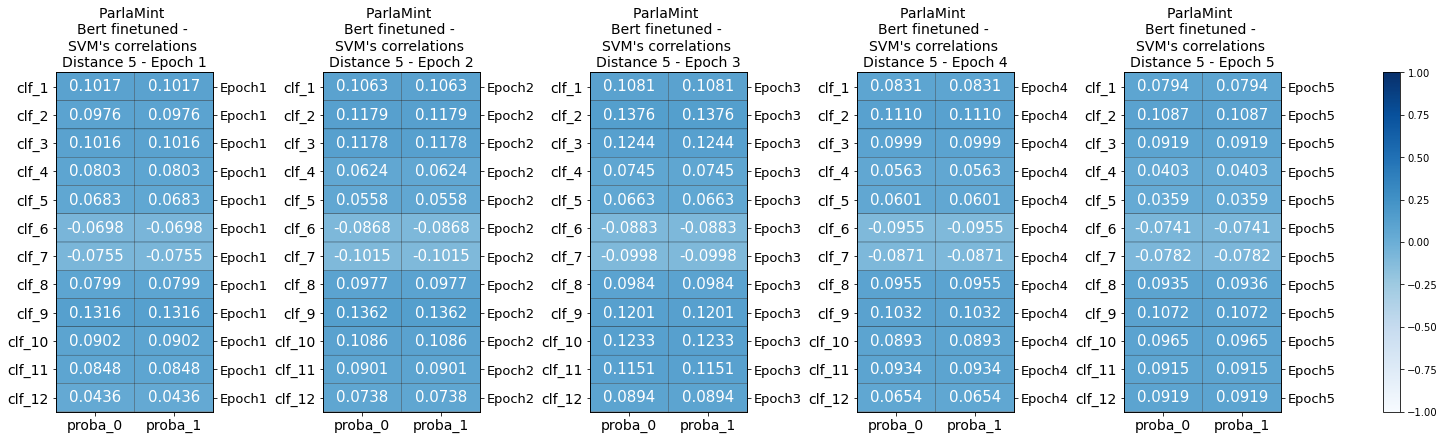 ParlaMint
Bert finetuned -
SVM's correlations
Distance 5 - Epoch 1
clf_1 0.1017 0.1017 Epoch1
clf_2 0.0976 0.0976 Epoch1
clf_3 0.1016 0.1016 Epoch1
clf_4 0.0803 0.0803 Epoch1
clf_5 0.0683 0.0683 Epoch1
clf_6 -0.0698 -0.0698 Epoch1
clf_7 -0.0755 -0.0755 Epoch1
clf_8 0.0799 0.0799 Epoch1
clf_9 0.1316 0.1316 Epoch1
clf_10 0.0902 0.0902 Epoch1
clf_11 0.0848 0.0848 Epoch1
clf_12 0.0436 0.0436 Epoch1
proba_0 proba_1
ParlaMint
Bert finetuned -
SVM's correlations
Distance 5 - Epoch 2
clf_1 0.1063 0.1063 Epoch2
clf_2 0.1179 0.1179 Epoch2
clf_3 0.1178 0.1178 Epoch2
clf_4 0.0624 0.0624 Epoch2
clf_5 0.0558 0.0558 Epoch2
clf_6 -0.0868 -0.0868 Epoch2
clf_7 -0.1015 -0.1015 Epoch2
clf_8 0.0977 0.0977 Epoch2
clf_9 0.1362 0.1362 Epoch2
clf_10 0.1086 0.1086 Epoch2
clf_11 0.0901 0.0901 Epoch2
clf_12 0.0738 0.0738 Epoch2
proba_0 proba_1
ParlaMint
Bert finetuned -
SVM's correlations
Distance 5 - Epoch 3
clf_1 0.1081 0.1081 Epoch3
clf_2 0.1376 0.1376 Epoch3
clf_3 0.1244 0.1244 Epoch3
clf_4 0.0745 0.0745 Epoch3
clf_5 0.0663 0.0663 Epoch3
clf_6 -0.0883 -0.0883 Epoch3
clf_7 -0.0998 -0.0998 Epoch3
clf_8 0.0984 0.0984 Epoch3
clf_9 0.1201 0.1201 Epoch3
clf_10 0.1233 0.1233 Epoch3
clf_11 0.1151 0.1151 Epoch3
clf_12 0.0894 0.0894 Epoch3
proba_0 proba_1
ParlaMint
Bert finetuned -
SVM's correlations
Distance 5 - Epoch 4
clf_1 0.0831 0.0831 Epoch4
clf_2 0.1110 0.1110 Epoch4
clf_3 0.0999 0.0999 Epoch4
clf_4 0.0563 0.0563 Epoch4
clf_5 0.0601 0.0601 Epoch4
clf_6 -0.0955 -0.0955 Epoch4
clf_7 -0.0871 -0.0871 Epoch4
clf_8 0.0955 0.0955 Epoch4
clf_9 0.1032 0.1032 Epoch4
clf_10 0.0893 0.0893 Epoch4
clf_11 0.0934 0.0934 Epoch4
clf_12 0.0654 0.0654 Epoch4
proba_0 proba_1
ParlaMint
Bert finetuned -
SVM's correlations
Distance 5 - Epoch 5
clf_1 0.0794 0.0794 Epoch5
clf_2 0.1087 0.1087 Epoch5
clf_3 0.0919 0.0919 Epoch5
clf_4 0.0403 0.0403 Epoch5
clf_5 0.0359 0.0359 Epoch5
clf_6 -0.0741 -0.0741 Epoch5
clf_7 -0.0782 -0.0782 Epoch5
clf_8 0.0935 0.0936 Epoch5
clf_9 0.1072 0.1072 Epoch5
clf_10 0.0965 0.0965 Epoch5
clf_11 0.0915 0.0915 Epoch5
clf_12 0.0919 0.0919 Epoch5
proba_0 proba_1
1.00
0.75
0.50
0.25
0.00
−0.25
−0.50
−0.75
−1.00